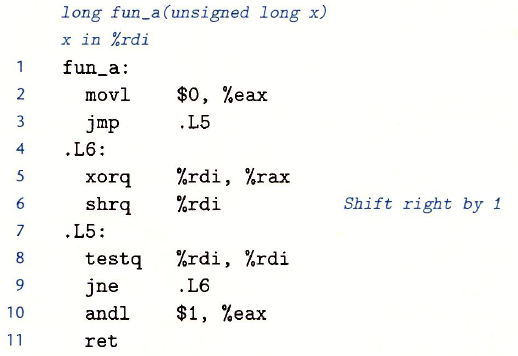 long fun_a(unsigned long x)
x in %rdi
1 fun_a:
2 movl $0, %eax
3 jmp .L5
4 .L6:
5 xorq %rdi, %rax
6 shrq %rdi Shift right by 1
7 .L5:
8 testq %rdi, %rdi
9 jne .L6
10 andl $1, %eax
11 ret